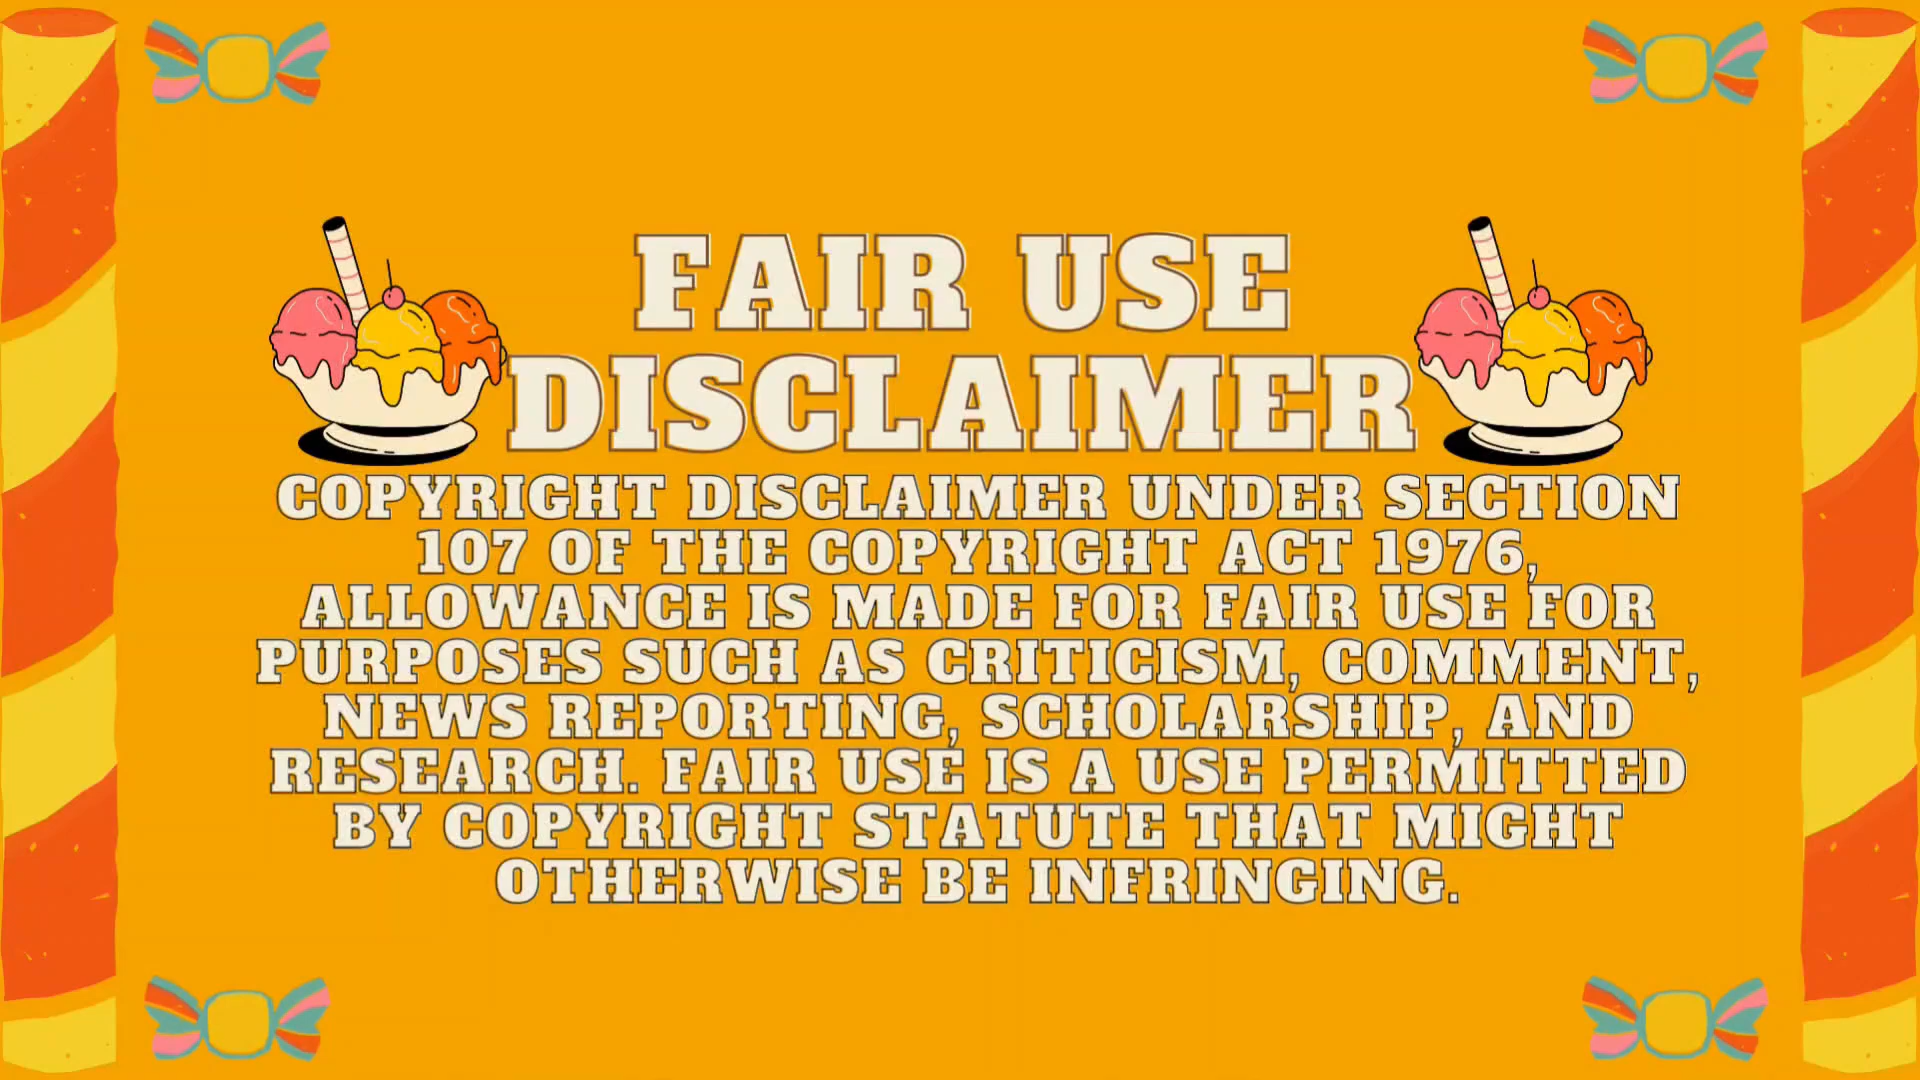 FAIR USE
DISCLAIMER
COPYRIGHT DISCLAIMER UNDER SECTION
107 OF THE COPYRIGHT ACT 1976,
ALLOWANCE IS MADE FOR FAIR USE FOR
PURPOSES SUCH AS CRITICISM, COMMENT,
NEWS REPORTING, SCHOLARSHIP, AND
RESEARCH. FAIR USE IS A USE PERMITTED
BY COPYRIGHT STATUTE THAT MIGHT
OTHERWISE BE INFRINGING.